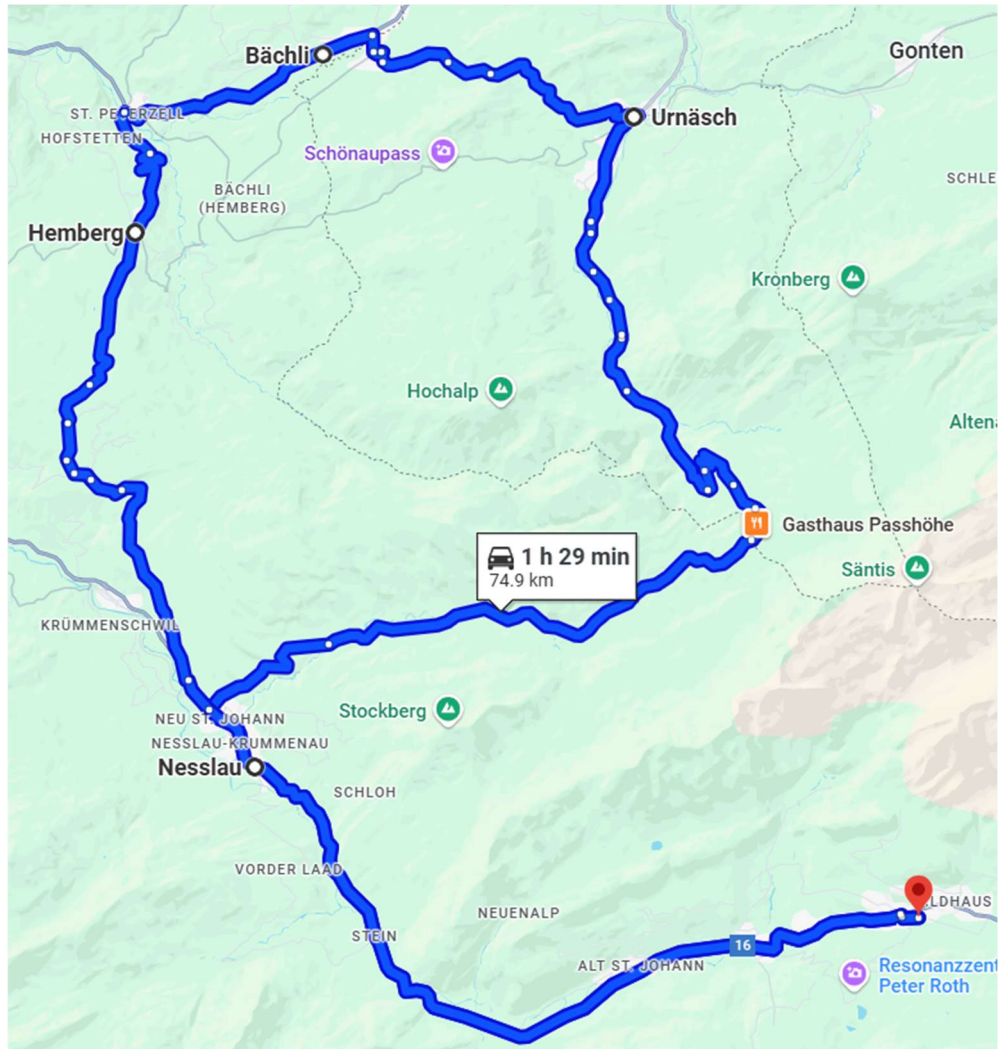 Bächli
Gonten
ST. PETERZELL
HOFSTETTEN
Urnäsch
Schönaupass
BÄCHLI
(HEMBERG)
SCHLE
Hemberg
Kronberg
Hochalp
Altena
Gasthaus Passhöhe
1 h 29 min
74.9 km
Säntis
KRÜMMENSCHWIL
Stockberg
NEU ST. JOHANN
NESSLAU-KRUMMENAU
Nesslau
SCHLOH
VORDER LAAD
NEUENALP
LDHAUS
STEIN
16
ALT ST. JOHANN
Resonanzzent
Peter Roth